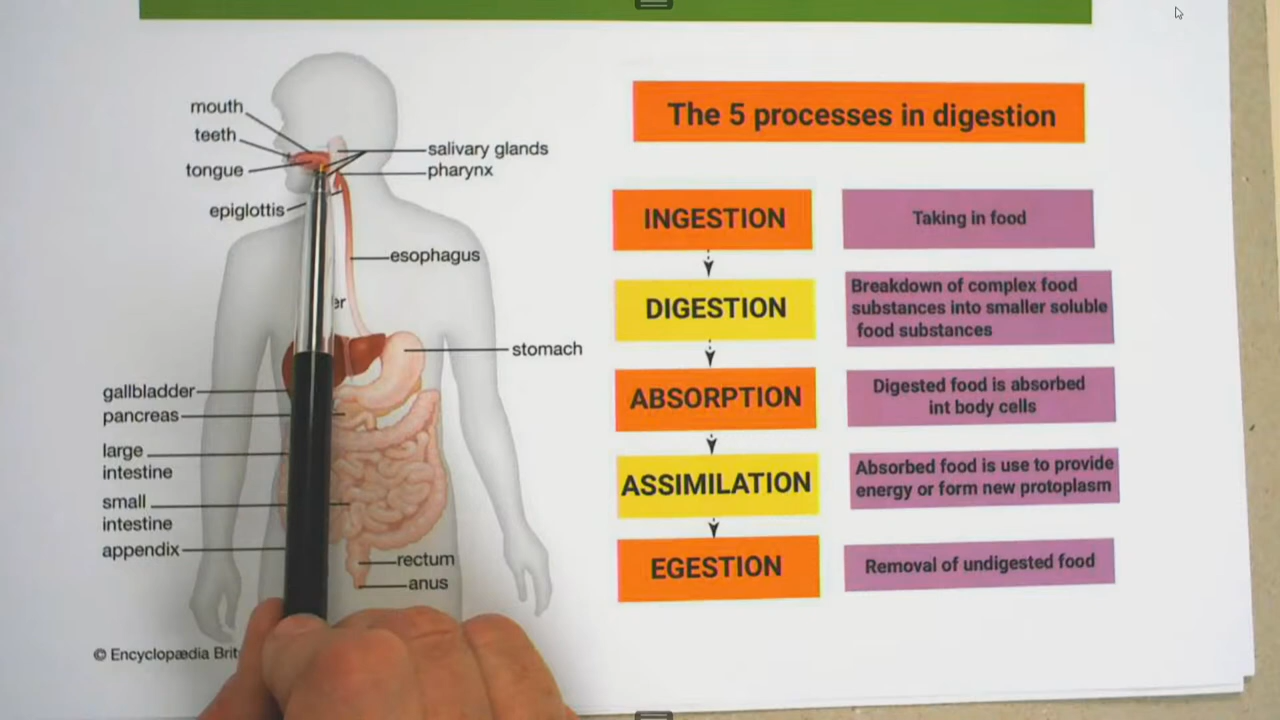 mouth
teeth
tongue
epiglottis
salivary glands
pharynx
esophagus
stomach
gallbladder
pancreas
large
intestine
small
intestine
appendix
rectum
anus
© Encyclopædia
The 5 processes in digestion
INGESTION
Taking in food
DIGESTION
Breakdown of complex food
substances into smaller soluble
food substances
ABSORPTION
Digested food is absorbed
int body cells
ASSIMILATION
Absorbed food is use to provide
energy or form new protoplasm
EGESTION
Removal of undigested food